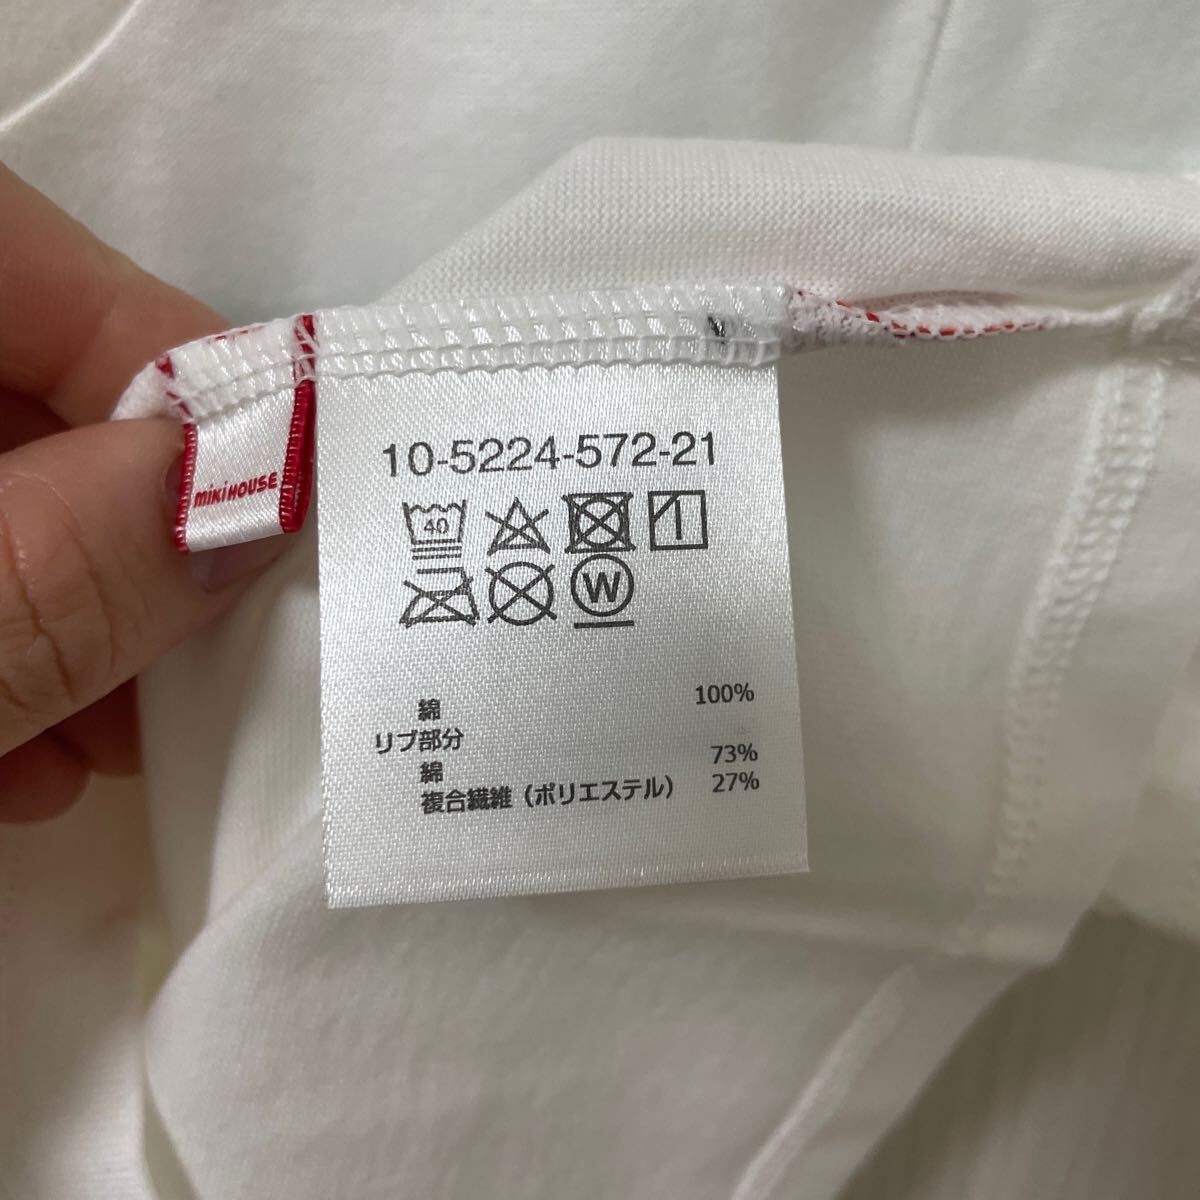 miKiHOUSE
10-5224-572-21
40
W
綿 100%
リブ部分
綿 73%
複合繊維(ポリエステル) 27%